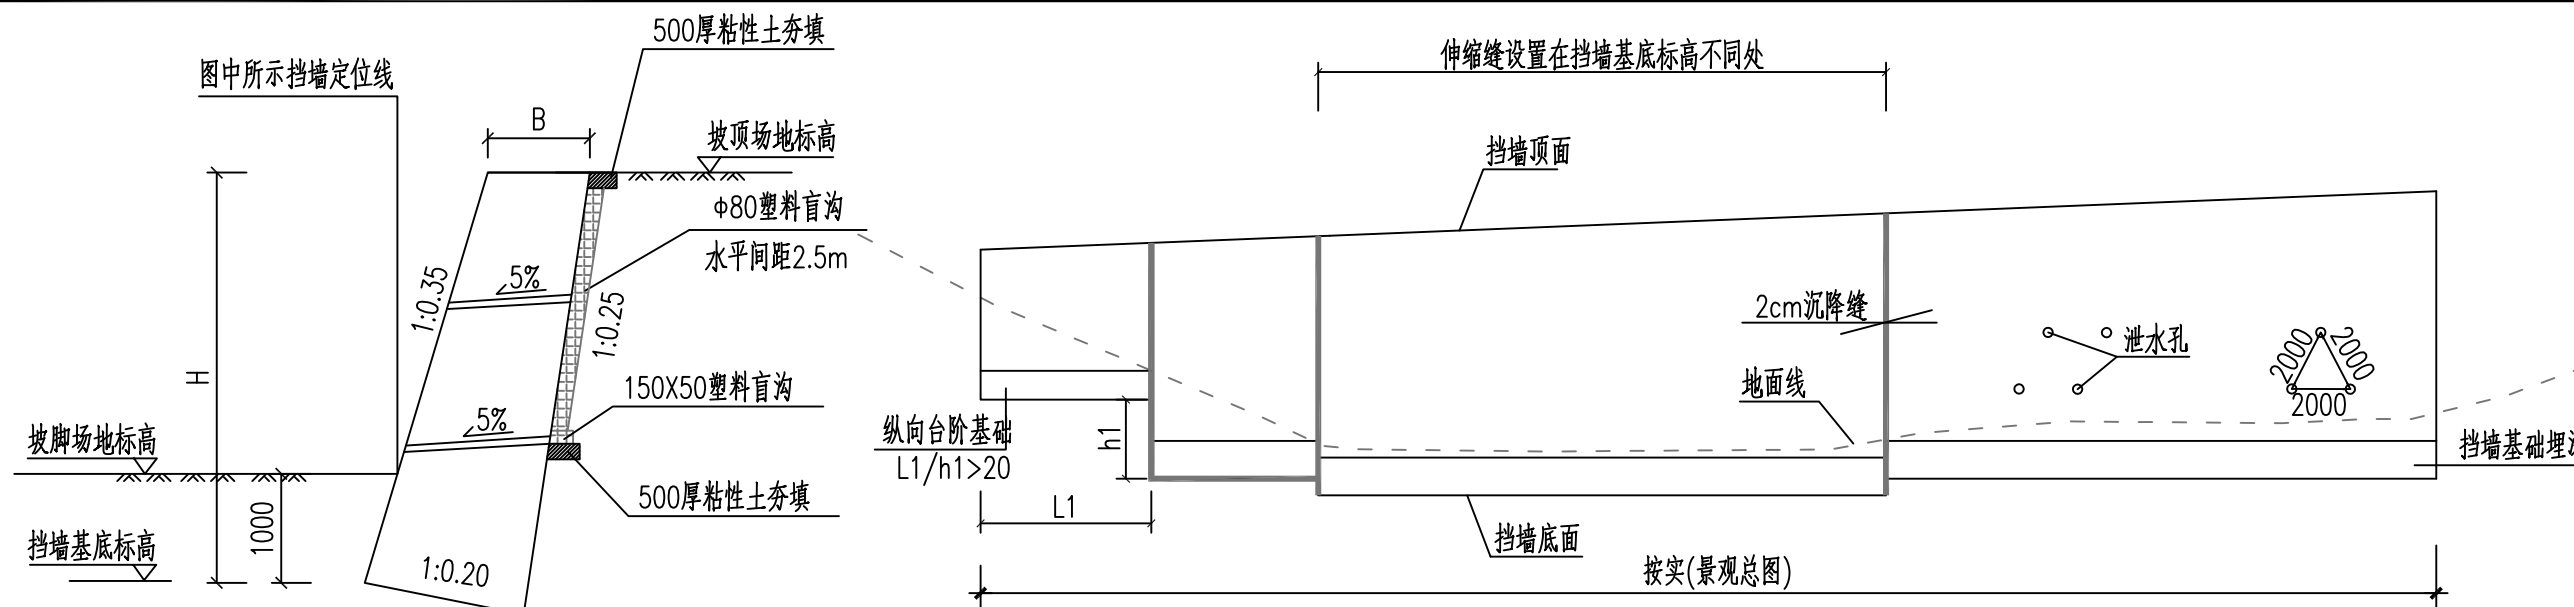 500厚粘性土夯填
图中所示挡墙定位线
B
坡顶场地标高
φ80塑料盲沟
水平间距2.5m
5%
1:0.35
1:0.25
H
150X50塑料盲沟
5%
坡脚场地标高
500厚粘性土夯填
1000
挡墙基底标高
1:0.20
伸缩缝设置在挡墙基底标高不同处
挡墙顶面
2cm沉降缝
泄水孔
2000
2000
2000
地面线
纵向台阶基础
L1/h1>20
h1
L1
挡墙基础埋
挡墙底面
按实(景观总图)